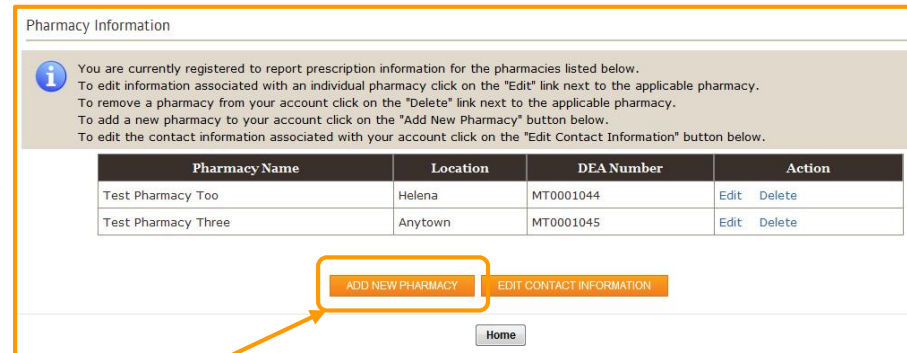 Pharmacy Information
You are currently registered to report prescription information for the pharmacies listed below.
To edit information associated with an individual pharmacy click on the "Edit" link next to the applicable pharmacy.
To remove a pharmacy from your account click on the "Delete" link next to the applicable pharmacy.
To add a new pharmacy to your account click on the "Add New Pharmacy" button below.
To edit the contact information associated with your account click on the "Edit Contact Information" button below.
Pharmacy Name Location DEA Number Action
Test Pharmacy Too Helena MT0001044 Edit Delete
Test Pharmacy Three Anytown MT0001045 Edit Delete
ADD NEW PHARMACY EDIT CONTACT INFORMATION
Home